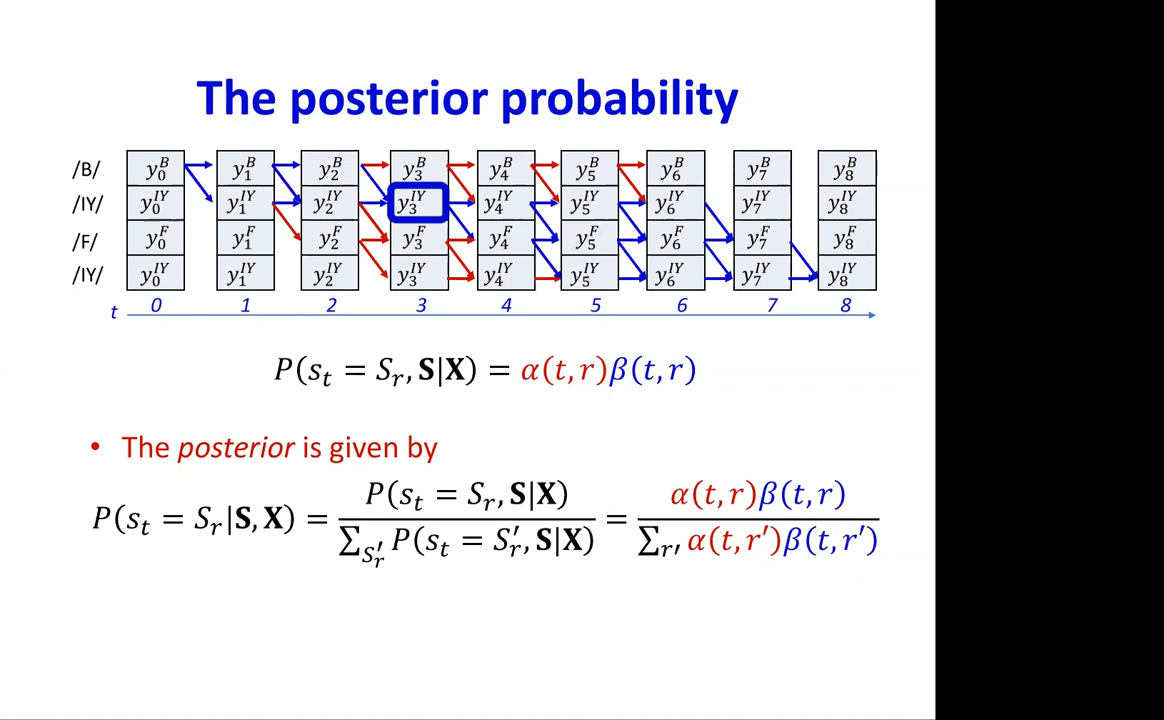 The posterior probability
/B/ y_0^B y_1^B y_2^B y_3^B y_4^B y_5^B y_6^B y_7^B y_8^B
/IY/ y_0^{IY} y_1^{IY} y_2^{IY} y_3^{IY} y_4^{IY} y_5^{IY} y_6^{IY} y_7^{IY} y_8^{IY}
/F/ y_0^F y_1^F y_2^F y_3^F y_4^F y_5^F y_6^F y_7^F y_8^F
/IY/ y_0^{IY} y_1^{IY} y_2^{IY} y_3^{IY} y_4^{IY} y_5^{IY} y_6^{IY} y_7^{IY} y_8^{IY}
t 0 1 2 3 4 5 6 7 8
P(s_t = S_r, S|X) = α(t, r)β(t, r)
• The posterior is given by
P(s_t = S_r|S, X) = \frac{P(s_t = S_r, S|X)}{∑_{S_r'} P(s_t = S_r', S|X)} = \frac{α(t, r)β(t, r)}{∑_{r'} α(t, r')β(t, r')}